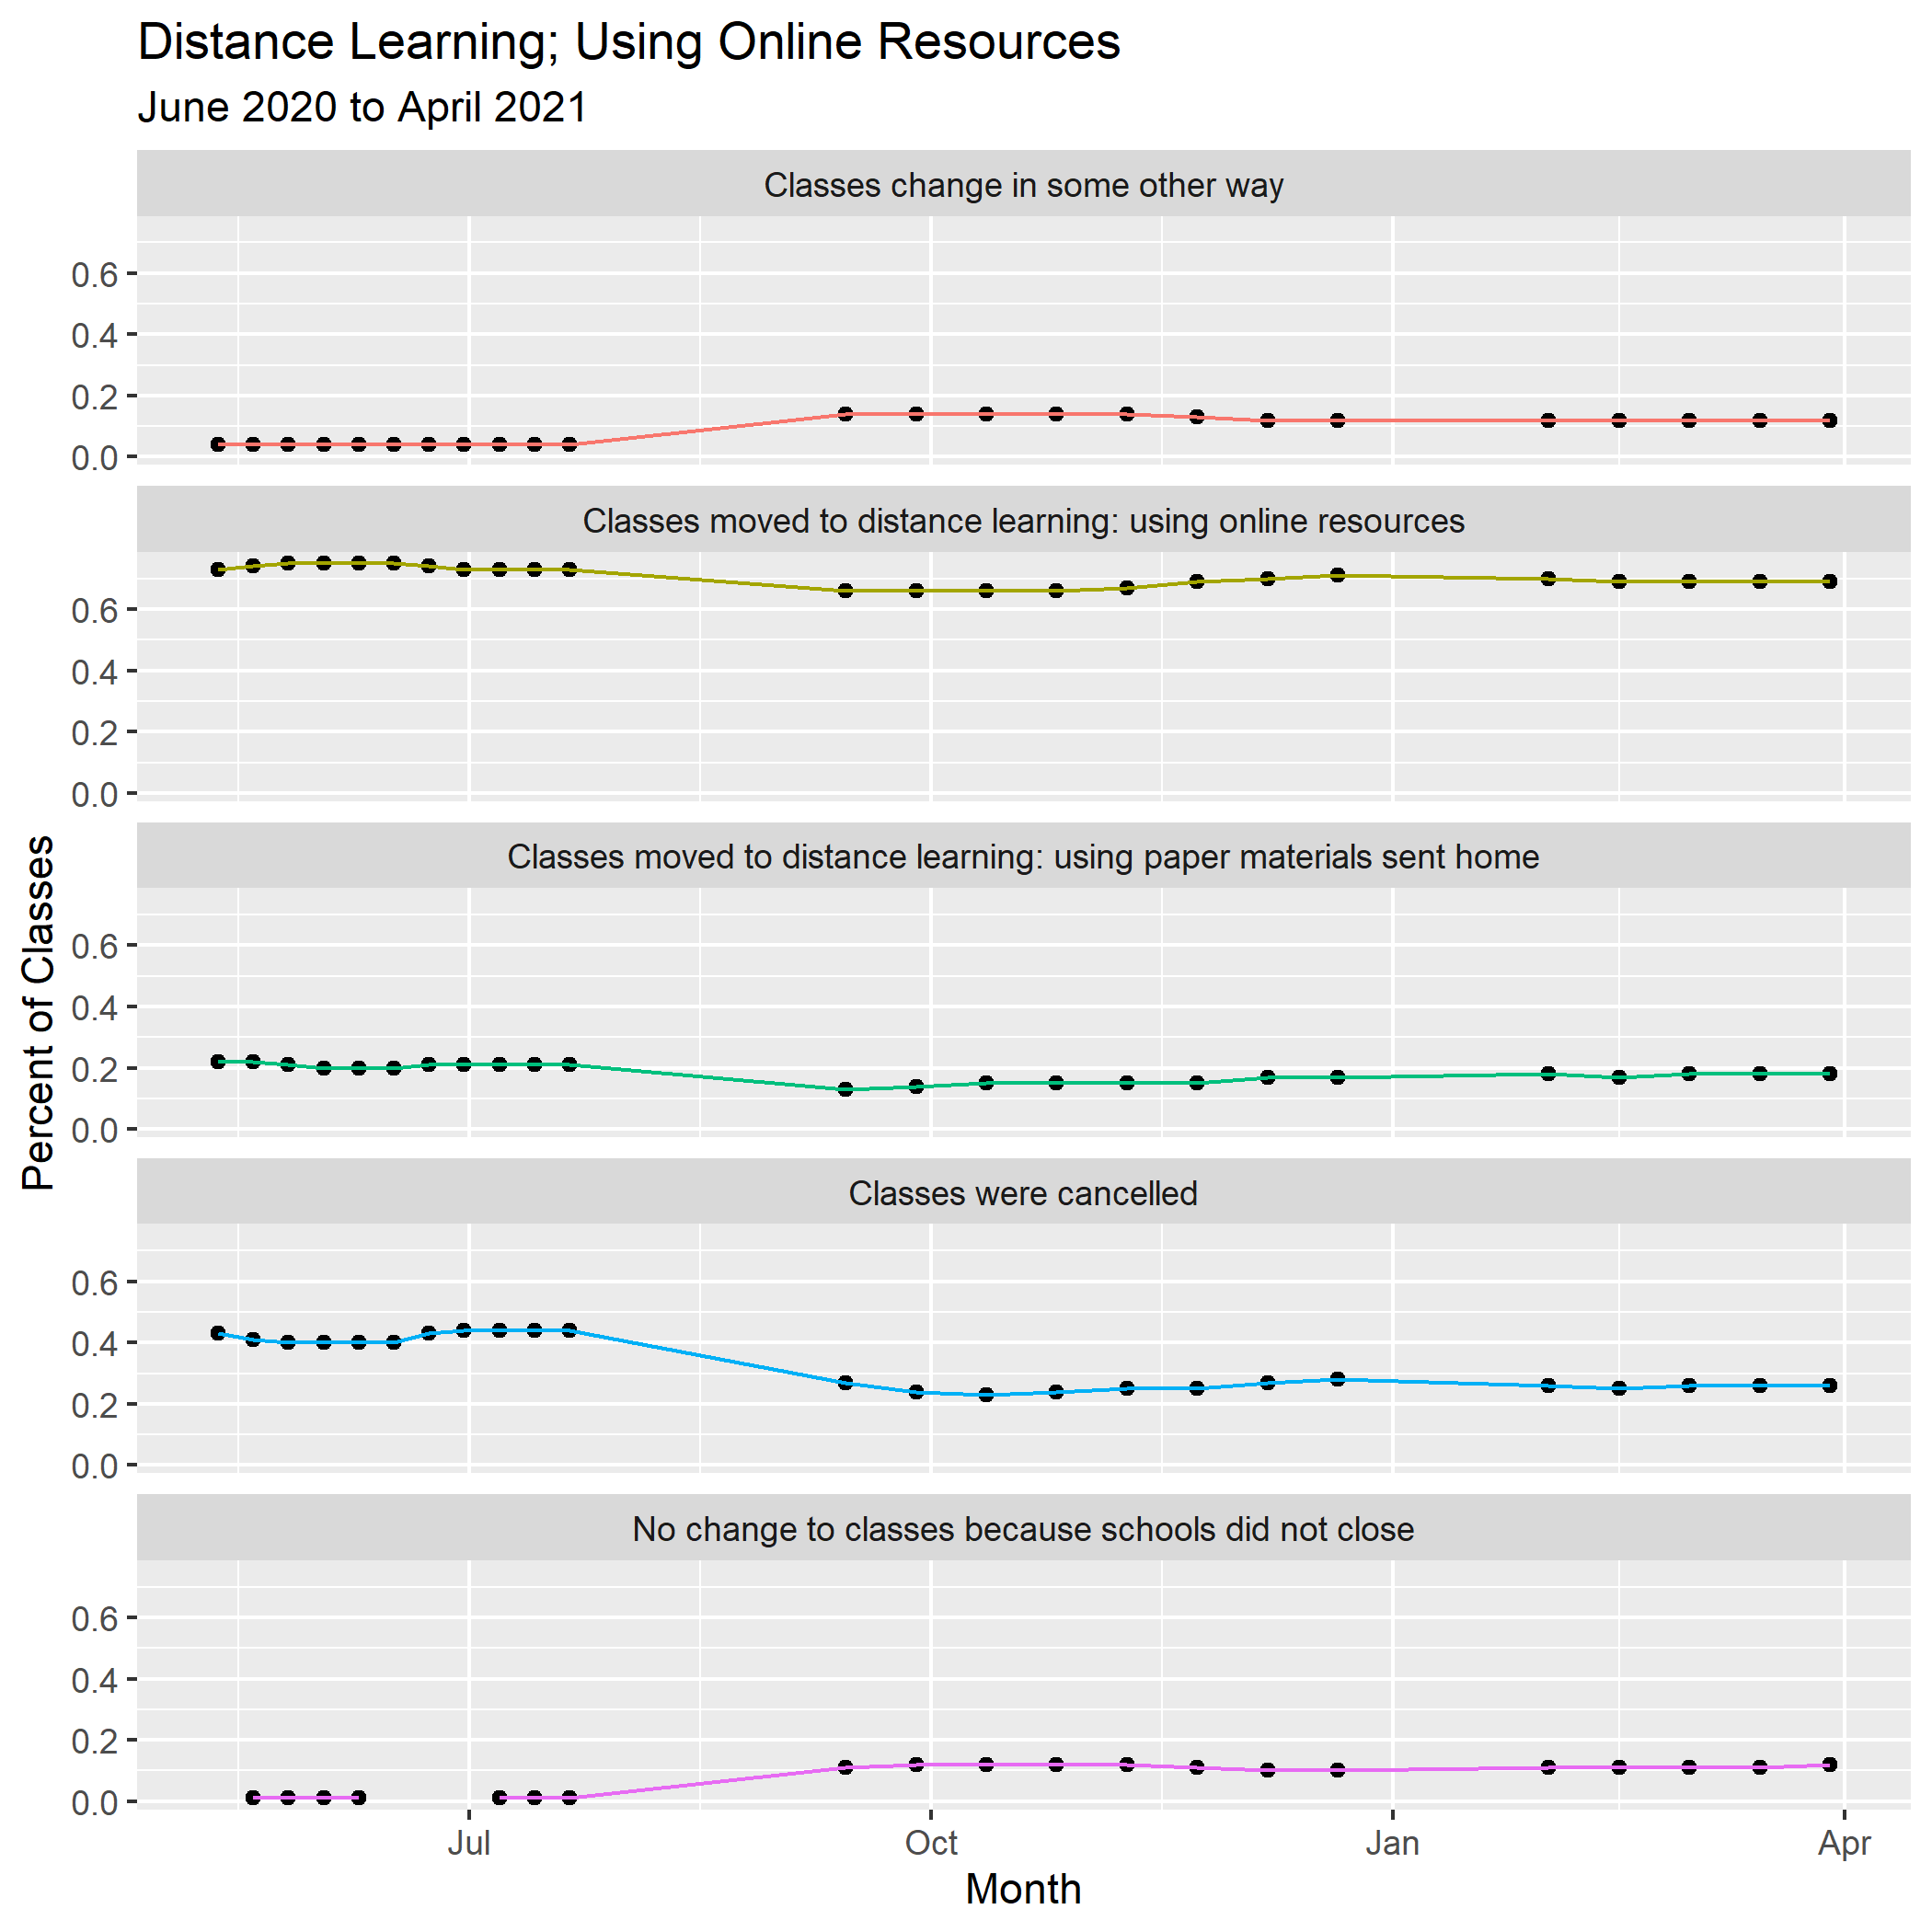 Distance Learning; Using Online Resources
June 2020 to April 2021
Classes change in some other way
0.6
0.4
0.2
0.0
Classes moved to distance learning: using online resources
0.6
0.4
0.2
0.0
Classes moved to distance learning: using paper materials sent home
0.6
0.4
0.2
0.0
Classes were cancelled
0.6
0.4
0.2
0.0
No change to classes because schools did not close
0.6
0.4
0.2
0.0
Percent of Classes
Jul Oct Jan Apr
Month